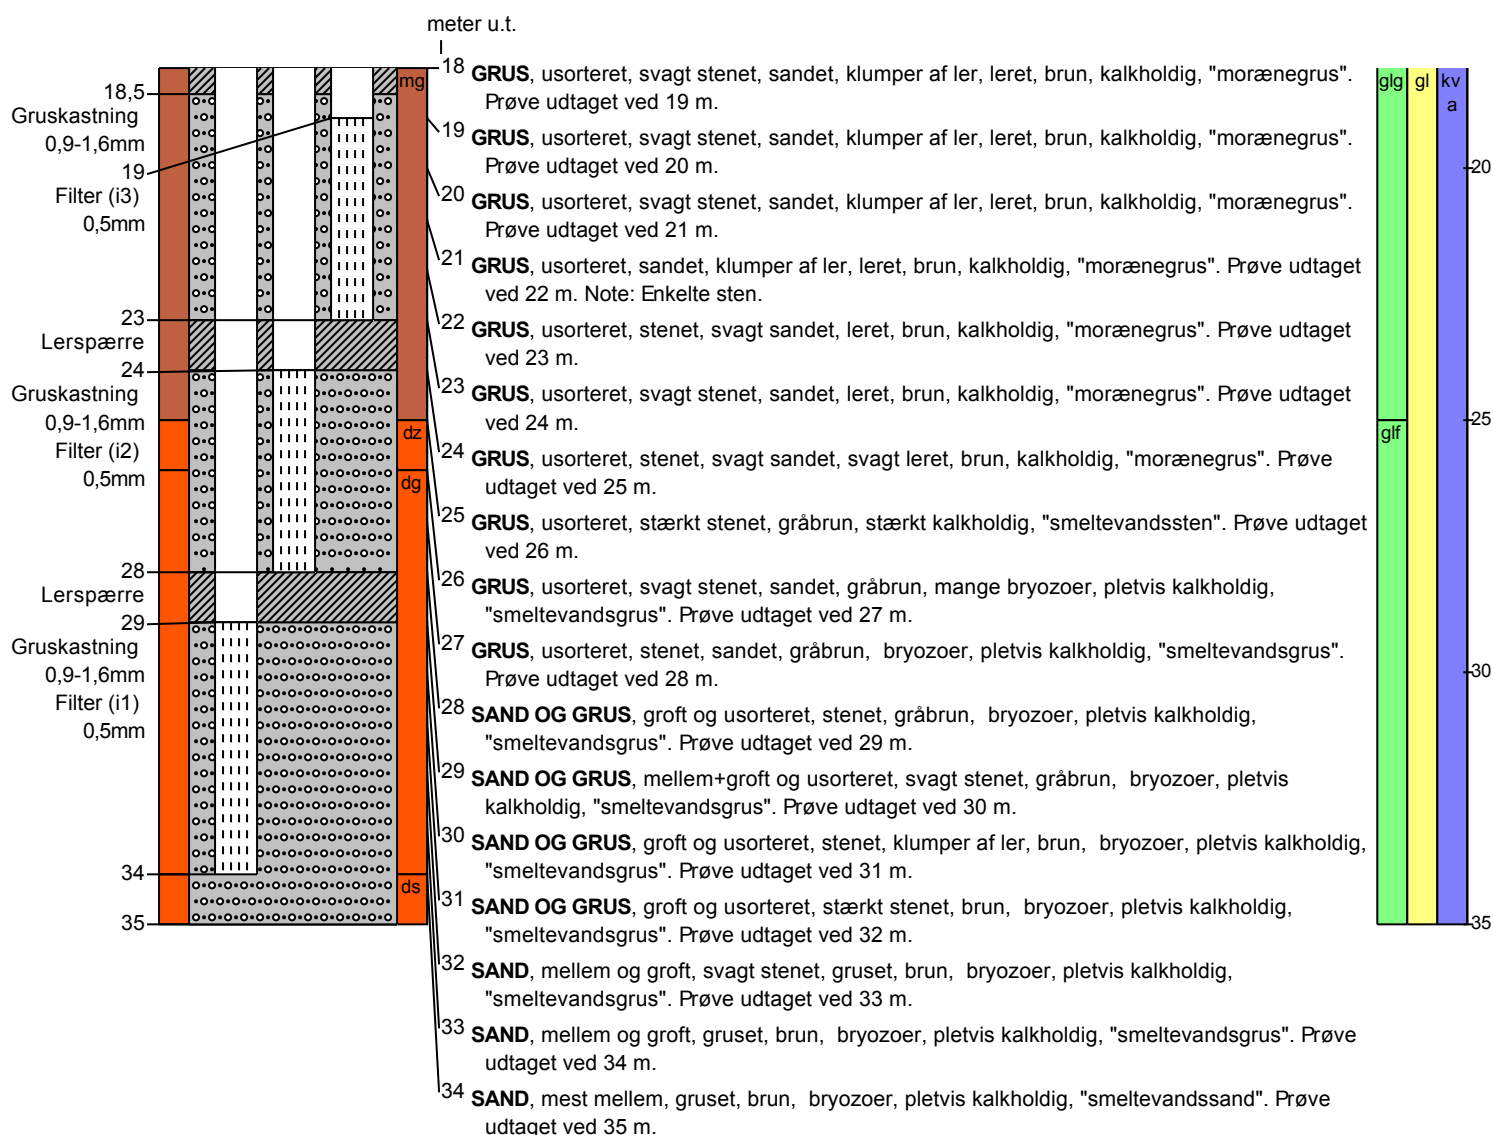 meter u.t.
18,5
Gruskastning
0,9-1,6mm
19
Filter (i3)
0,5mm
23
Lerspærre
24
Gruskastning
0,9-1,6mm
Filter (i2)
0,5mm
28
Lerspærre
29
Gruskastning
0,9-1,6mm
Filter (i1)
0,5mm
34
35
mg
dz
dg
ds
18 GRUS, usorteret, svagt stenet, sandet, klumper af ler, leret, brun, kalkholdig, "morænegrus".
Prøve udtaget ved 19 m.
19 GRUS, usorteret, svagt stenet, sandet, klumper af ler, leret, brun, kalkholdig, "morænegrus".
Prøve udtaget ved 20 m.
20 GRUS, usorteret, svagt stenet, sandet, klumper af ler, leret, brun, kalkholdig, "morænegrus".
Prøve udtaget ved 21 m.
21 GRUS, usorteret, sandet, klumper af ler, leret, brun, kalkholdig, "morænegrus". Prøve udtaget
ved 22 m. Note: Enkelte sten.
22 GRUS, usorteret, stenet, svagt sandet, leret, brun, kalkholdig, "morænegrus". Prøve udtaget
ved 23 m.
23 GRUS, usorteret, svagt stenet, sandet, leret, brun, kalkholdig, "morænegrus". Prøve udtaget
ved 24 m.
24 GRUS, usorteret, stenet, svagt sandet, svagt leret, brun, kalkholdig, "morænegrus". Prøve
udtaget ved 25 m.
25 GRUS, usorteret, stærkt stenet, gråbrun, stærkt kalkholdig, "smeltevandssten". Prøve udtaget
ved 26 m.
26 GRUS, usorteret, svagt stenet, sandet, gråbrun, mange bryozoer, pletvis kalkholdig,
"smeltevandsgrus". Prøve udtaget ved 27 m.
27 GRUS, usorteret, stenet, sandet, gråbrun, bryozoer, pletvis kalkholdig, "smeltevandsgrus".
Prøve udtaget ved 28 m.
28 SAND OG GRUS, groft og usorteret, stenet, gråbrun, bryozoer, pletvis kalkholdig,
"smeltevandsgrus". Prøve udtaget ved 29 m.
29 SAND OG GRUS, mellem+groft og usorteret, svagt stenet, gråbrun, bryozoer, pletvis
kalkholdig, "smeltevandsgrus". Prøve udtaget ved 30 m.
30 SAND OG GRUS, groft og usorteret, stenet, klumper af ler, brun, bryozoer, pletvis kalkholdig,
"smeltevandsgrus". Prøve udtaget ved 31 m.
31 SAND OG GRUS, groft og usorteret, stærkt stenet, brun, bryozoer, pletvis kalkholdig,
"smeltevandsgrus". Prøve udtaget ved 32 m.
32 SAND, mellem og groft, svagt stenet, gruset, brun, bryozoer, pletvis kalkholdig,
"smeltevandsgrus". Prøve udtaget ved 33 m.
33 SAND, mellem og groft, gruset, brun, bryozoer, pletvis kalkholdig, "smeltevandsgrus". Prøve
udtaget ved 34 m.
34 SAND, mest mellem, gruset, brun, bryozoer, pletvis kalkholdig, "smeltevandssand". Prøve
udtaget ved 35 m.
glg gl kv
a
glf
20
25
30
35